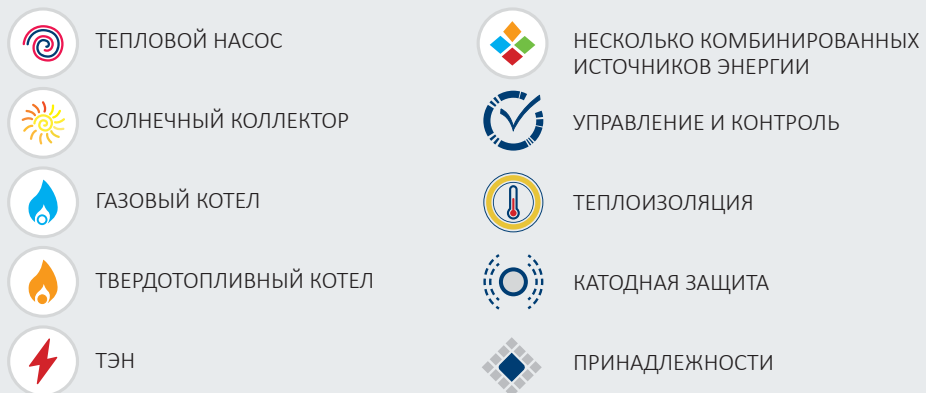 ТЕПЛОВОЙ НАСОС
СОЛНЕЧНЫЙ КОЛЛЕКТОР
ГАЗОВЫЙ КОТЕЛ
ТВЕРДОТОПЛИВНЫЙ КОТЕЛ
ТЭН
НЕСКОЛЬКО КОМБИНИРОВАННЫХ
ИСТОЧНИКОВ ЭНЕРГИИ
УПРАВЛЕНИЕ И КОНТРОЛЬ
ТЕПЛОИЗОЛЯЦИЯ
КАТОДНАЯ ЗАЩИТА
ПРИНАДЛЕЖНОСТИ